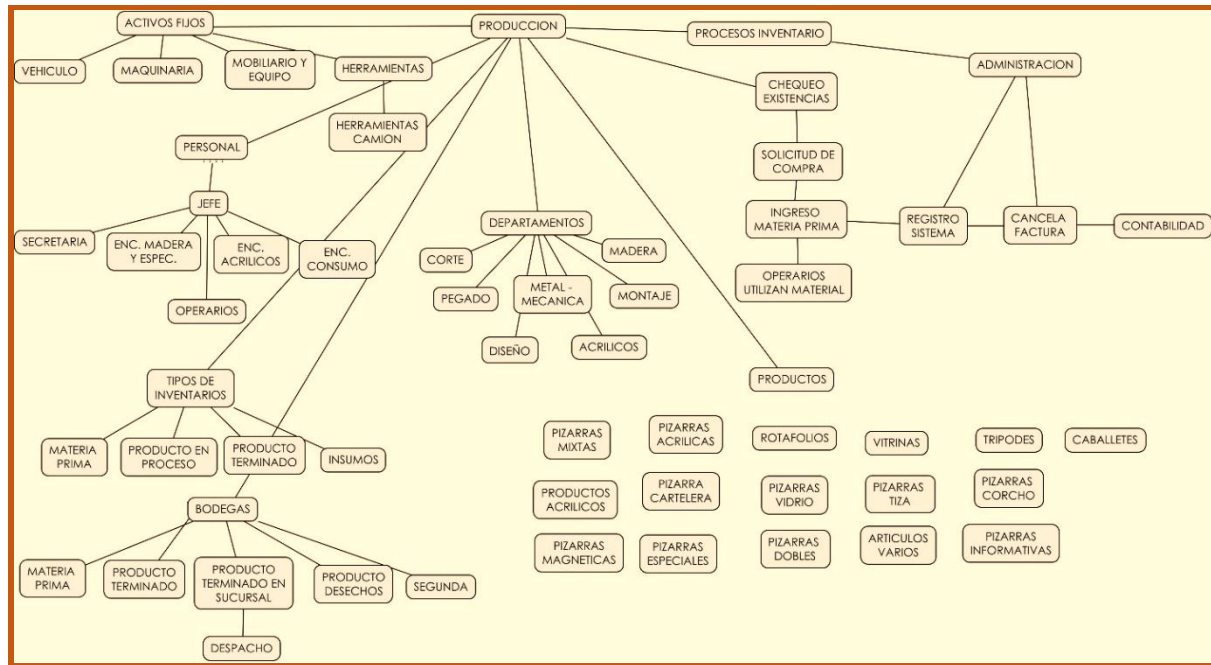 ACTIVOS FIJOS
PRODUCCION
PROCESOS INVENTARIO
VEHICULO
MAQUINARIA
MOBILIARIO Y
EQUIPO
HERRAMIENTAS
ADMINISTRACION
CHEQUEO
EXISTENCIAS
HERRAMIENTAS
CAMION
PERSONAL
SOLICITUD DE
COMPRA
JEFE
INGRESO
MATERIA PRIMA
REGISTRO
SISTEMA
CANCELA
FACTURA
CONTABILIDAD
SECRETARIA
ENC. MADERA
Y ESPEC.
ENC.
ACRILICOS
ENC.
CONSUMO
OPERARIOS
DEPARTAMENTOS
CORTE
MADERA
PEGADO
METAL -
MECANICA
MONTAJE
DISEÑO
ACRILICOS
OPERARIOS
UTILIZAN MATERIAL
TIPOS DE
INVENTARIOS
PRODUCTOS
MATERIA
PRIMA
PRODUCTO EN
PROCESO
PRODUCTO
TERMINADO
INSUMOS
PIZARRAS
MIXTAS
PIZARRAS
ACRILICAS
ROTAFOLIOS
VITRINAS
TRIPODES
CABALLETES
PRODUCTOS
ACRILICOS
PIZARRA
CARTELERA
PIZARRAS
VIDRIO
PIZARRAS
TIZA
PIZARRAS
CORCHO
BODEGAS
PIZARRAS
MAGNETICAS
PIZARRAS
ESPECIALES
PIZARRAS
DOBLES
ARTICULOS
VARIOS
PIZARRAS
INFORMATIVAS
MATERIA
PRIMA
PRODUCTO
TERMINADO
PRODUCTO
TERMINADO EN
SUCURSAL
PRODUCTO
DESECHOS
SEGUNDA
DESPACHO